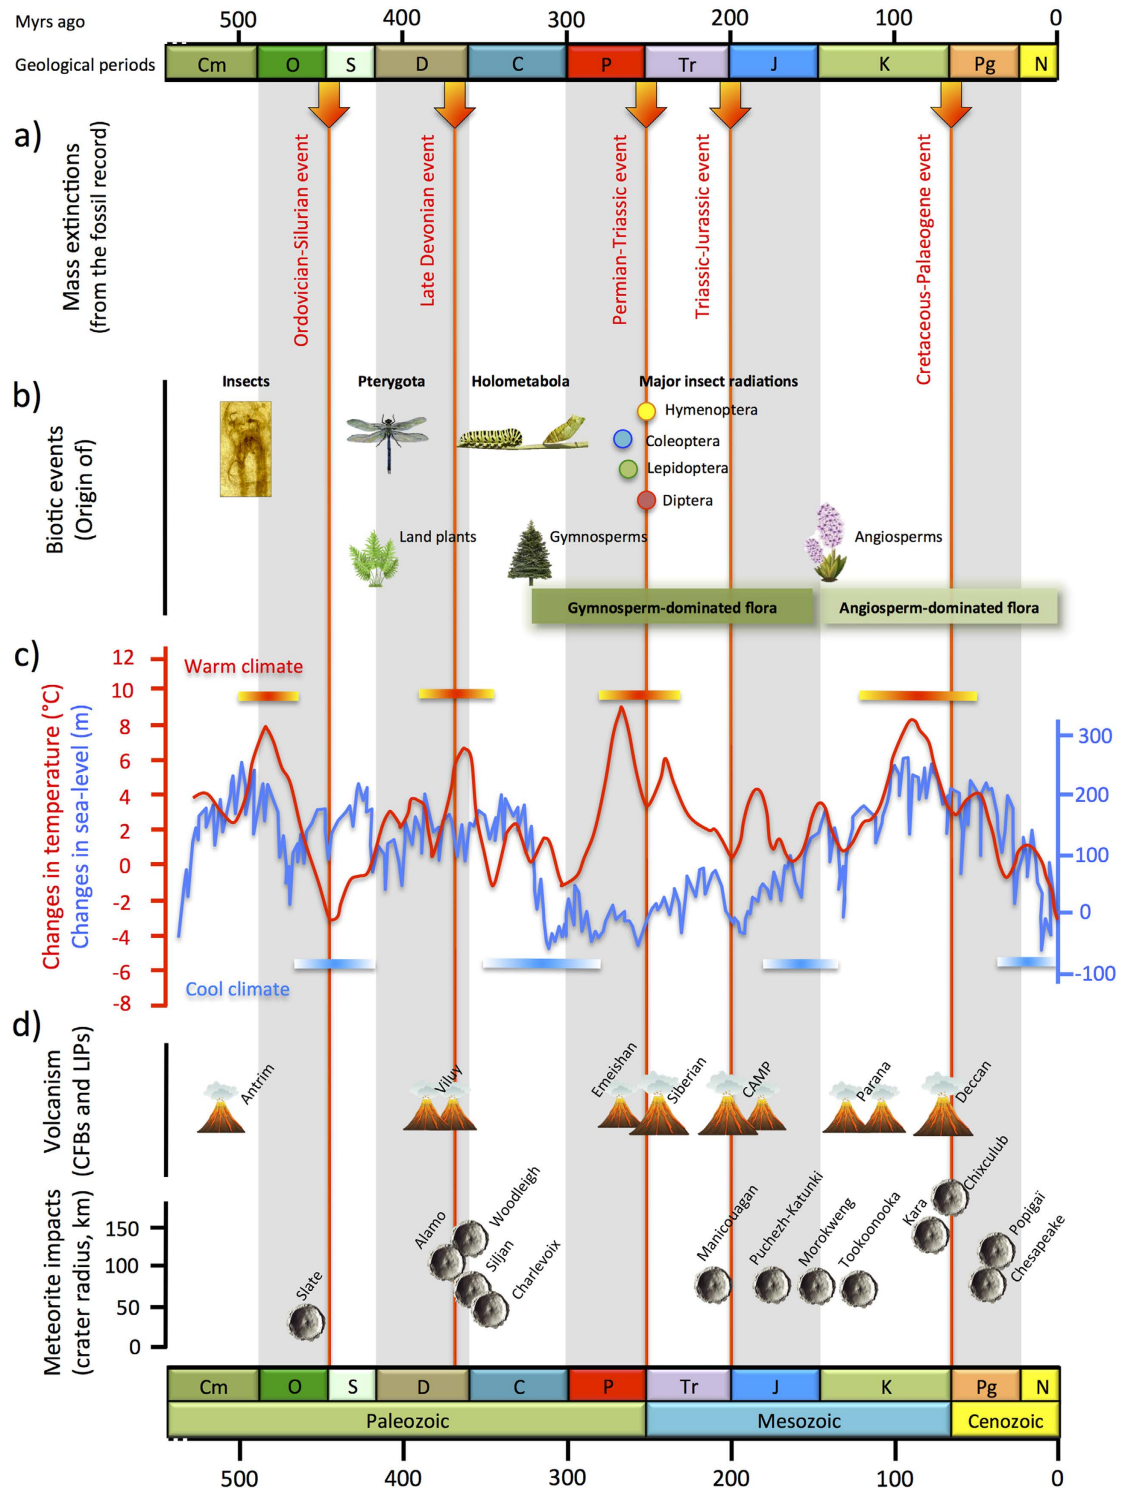 Myrs ago 500 400 300 200 100 0
Geological periods Cm O S D C P Tr J K Pg N
a)
Mass extinctions
(from the fossil record)
Ordovician-Silurian event
Late Devonian event
Permian-Triassic event
Triassic-Jurassic event
Cretaceous-Palaeogene event
b)
Biotic events
(Origin of)
Insects Pterygota Holometabola Major insect radiations
Hymenoptera
Coleoptera
Lepidoptera
Diptera
Land plants Gymnosperms Angiosperms
Gymnosperm-dominated flora Angiosperm-dominated flora
c)
Changes in temperature (°C)
Changes in sea-level (m)
12
10
8
6
4
2
0
-2
-4
-6
-8
Warm climate
Cool climate
300
200
100
0
-100
d)
Volcanism
(CFBs and LIPs)
Antrim
Viluy
Emeishan
Siberian
CAMP
Parana
Deccan
Meteorite impacts
(crater radius, km)
150
100
50
0
Slate
Alamo
Woodleigh
Siljan
Charlevoix
Manicouagan
Puchezh-Katunki
Morokweng
Tookoonooka
Kara
Chixculub
Popigaï
Chesapeake
Cm O S D C P Tr J K Pg N
Paleozoic Mesozoic Cenozoic
500 400 300 200 100 0